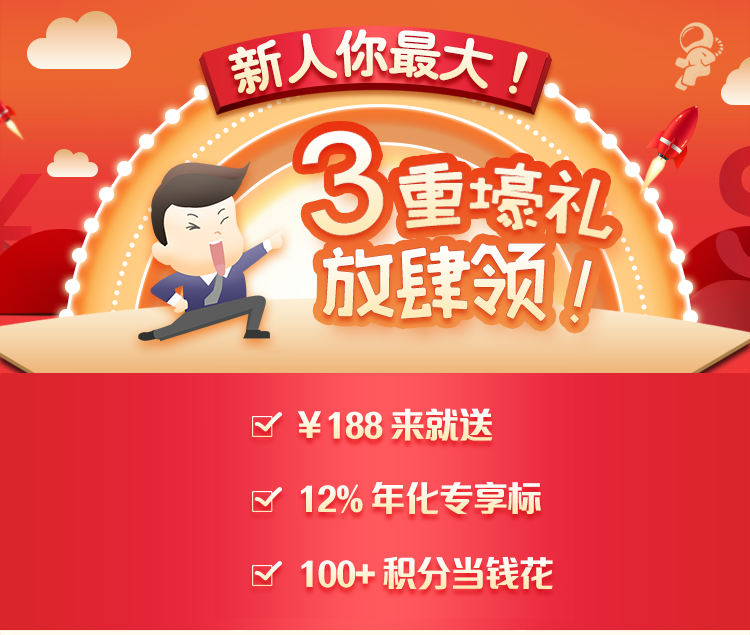 新人你最大！
3重壕礼
放肆领！
￥188 来就送
12% 年化专享标
100+ 积分当钱花